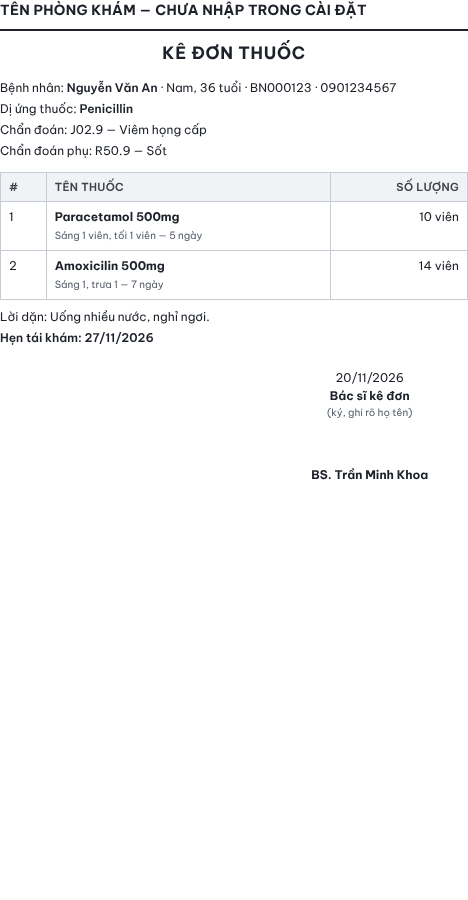 TÊN PHÒNG KHÁM — CHƯA NHẬP TRONG CÀI ĐẶT
KÊ ĐƠN THUỐC
Bệnh nhân: Nguyễn Văn An · Nam, 36 tuổi · BN000123 · 0901234567
Dị ứng thuốc: Penicillin
Chẩn đoán: J02.9 — Viêm họng cấp
Chẩn đoán phụ: R50.9 — Sốt
# TÊN THUỐC SỐ LƯỢNG
1 Paracetamol 500mg 10 viên
Sáng 1 viên, tối 1 viên — 5 ngày
2 Amoxicilin 500mg 14 viên
Sáng 1, trưa 1 — 7 ngày
Lời dặn: Uống nhiều nước, nghỉ ngơi.
Hẹn tái khám: 27/11/2026
20/11/2026
Bác sĩ kê đơn
(ký, ghi rõ họ tên)
BS. Trần Minh Khoa